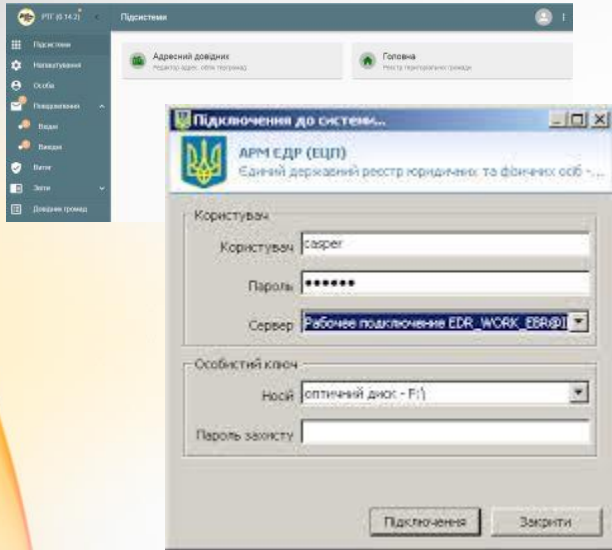 РТГ (0.14.2)
Підсистеми
Підсистеми
Налаштування
Особи
Повідомлення
Вхідні
Вихідні
Витяг
Звіти
Довідник громад
Адресний довідник
Головна
Реєстр територіальної громади
Підключення до системи...
АРМ ЄДР (ЕЦП)
Єдиний державний реєстр юридичних та фізичних осіб -...
Користувач
Користувач casper
Пароль ••••••
Сервер Рабочее подключение EDR_WORK_EBR@
Особистий ключ
Носій оптичний диск - F:\
Пароль захисту
Підключення Закрити